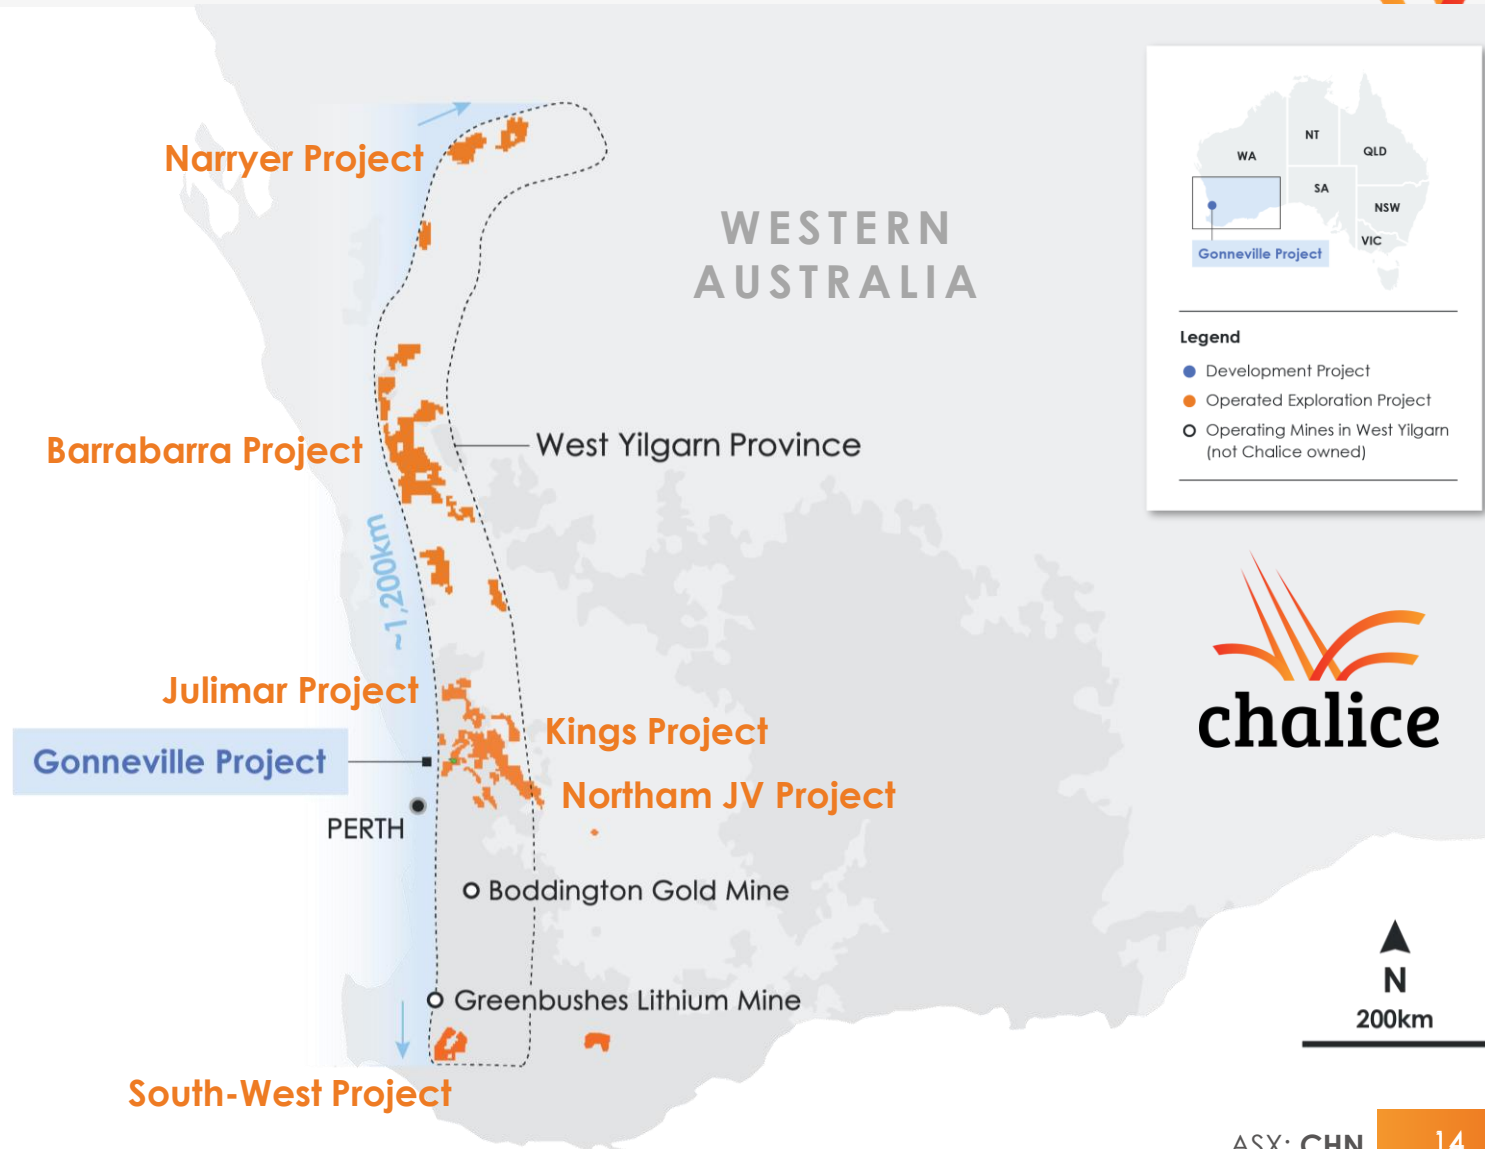 Narryer Project
WESTERN
AUSTRALIA
Barrabarra Project
West Yilgarn Province
~1,200km
Julimar Project
Kings Project
Gonneville Project
Northam JV Project
PERTH
Boddington Gold Mine
Greenbushes Lithium Mine
South-West Project
WA
NT
QLD
SA
NSW
VIC
Gonneville Project
Legend
Development Project
Operated Exploration Project
Operating Mines in West Yilgarn
(not Chalice owned)
chalice
N
200km
ASX: CHN
14